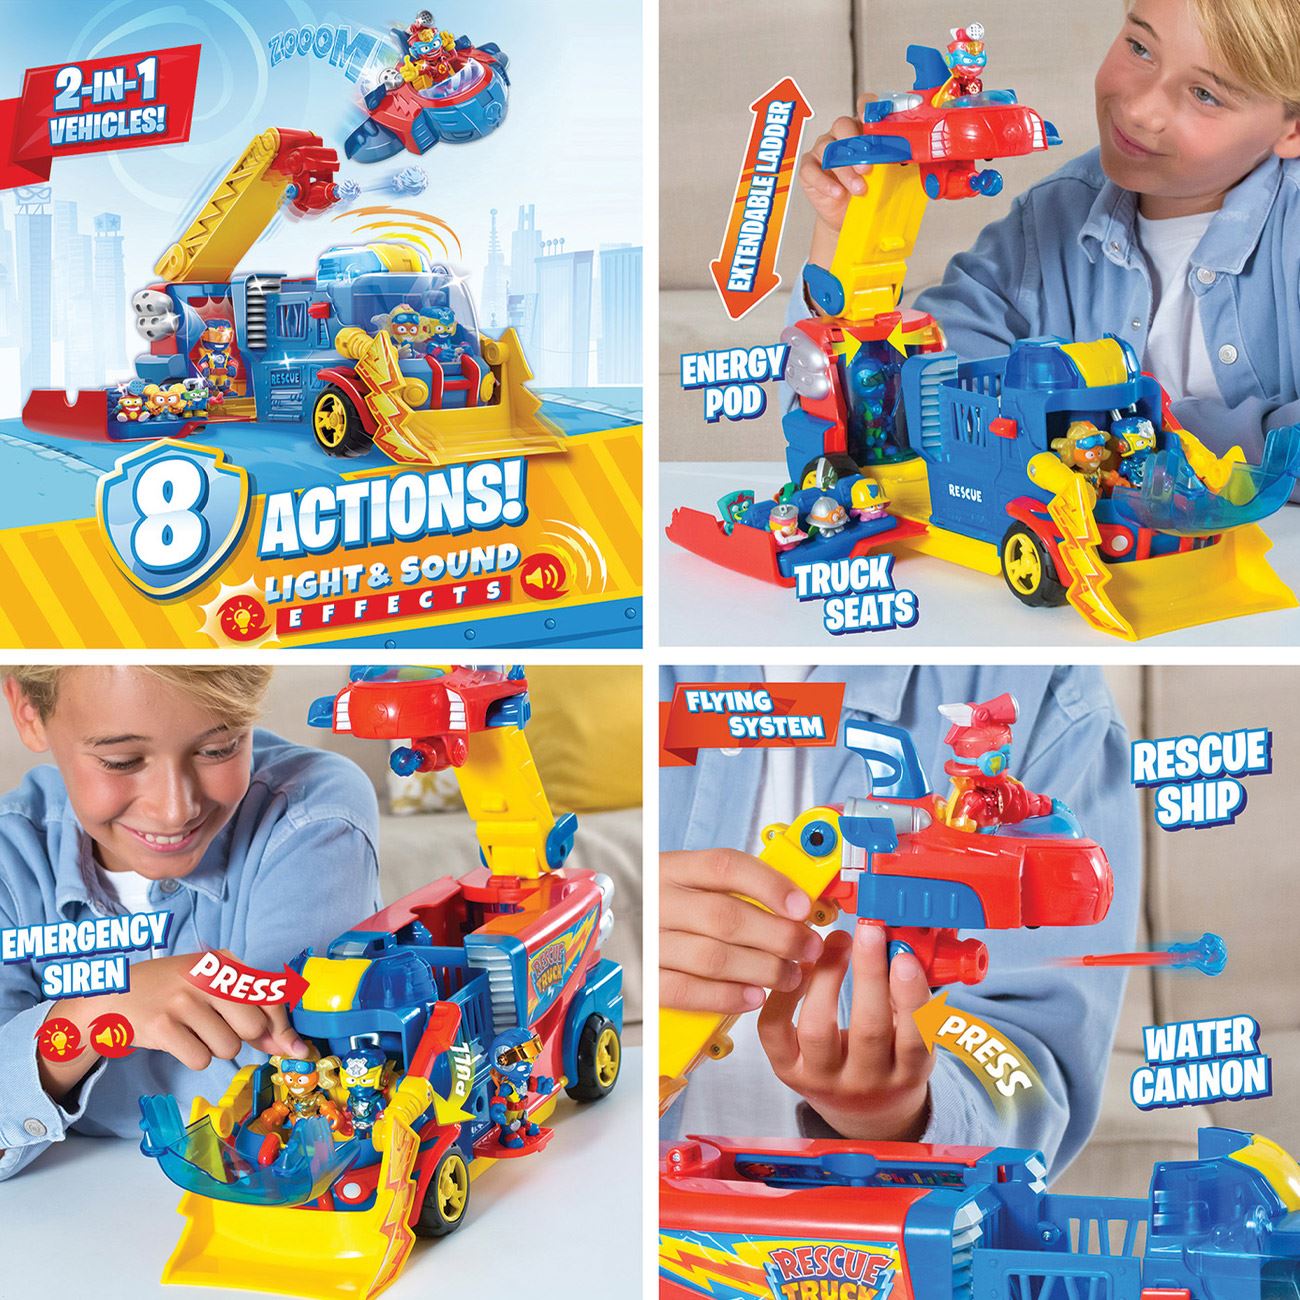 ZOOOM!
2-IN-1
VEHICLES!
RESCUE
8
ACTIONS!
LIGHT & SOUND
EFFECTS
EXTENDABLE LADDER
ENERGY
POD
RESCUE
TRUCK
SEATS
EMERGENCY
SIREN
PRESS
PULL
RESCUE
TRUCK
FLYING
SYSTEM
RESCUE
SHIP
PRESS
WATER
CANNON
RESCUE
TRUCK